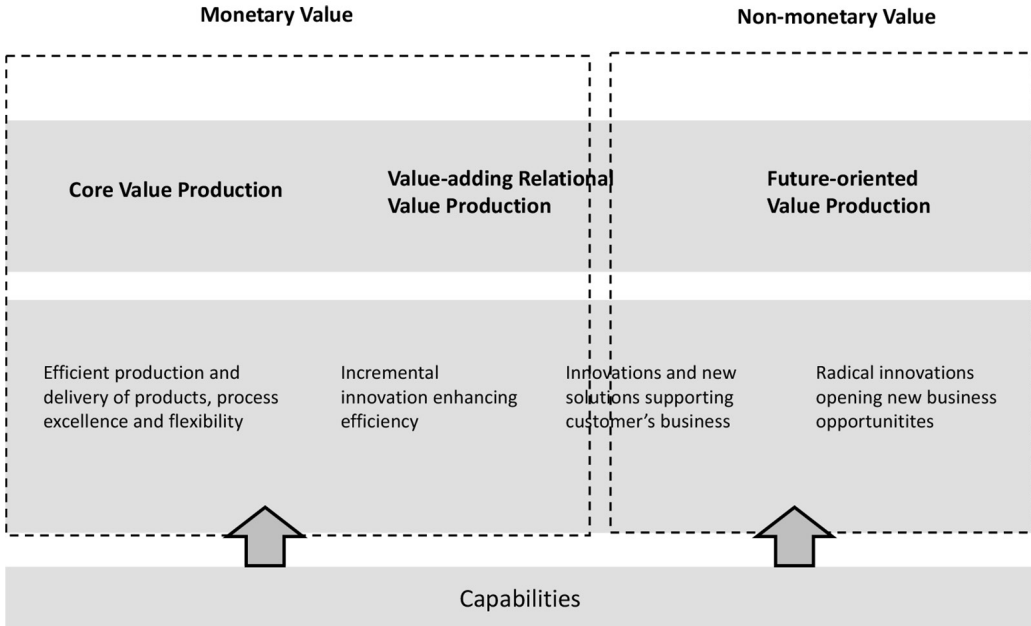 Monetary Value
Non-monetary Value
Core Value Production
Value-adding Relational
Value Production
Future-oriented
Value Production
Efficient production and
delivery of products, process
excellence and flexibility
Incremental
innovation enhancing
efficiency
Innovations and new
solutions supporting
customer's business
Radical innovations
opening new business
opportunitites
Capabilities